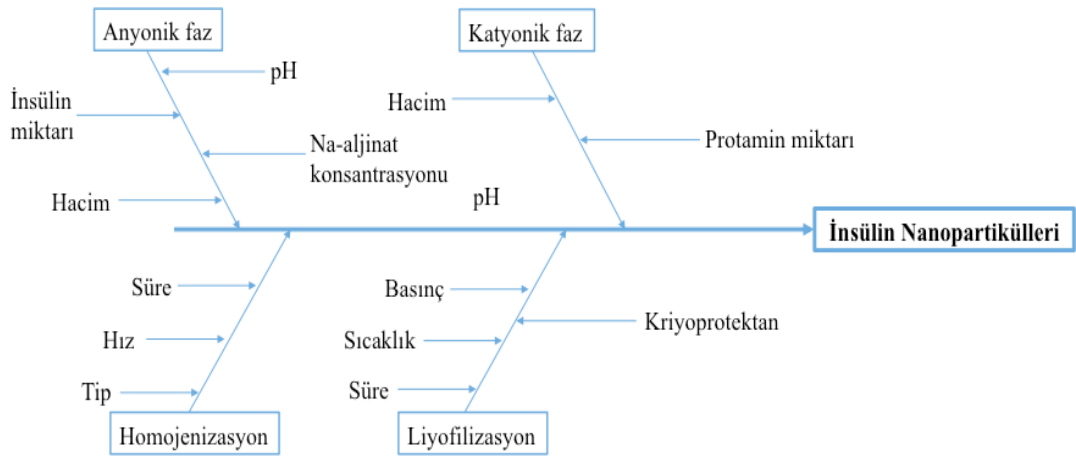 Anyonik faz
Katyonik faz
pH
İnsülin
miktarı
Hacim
Na-aljinat
konsantrasyonu
Protamin miktarı
Hacim
pH
İnsülin Nanopartikülleri
Süre
Hız
Tip
Homojenizasyon
Basınç
Kriyoprotektan
Sıcaklık
Süre
Liyofilizasyon